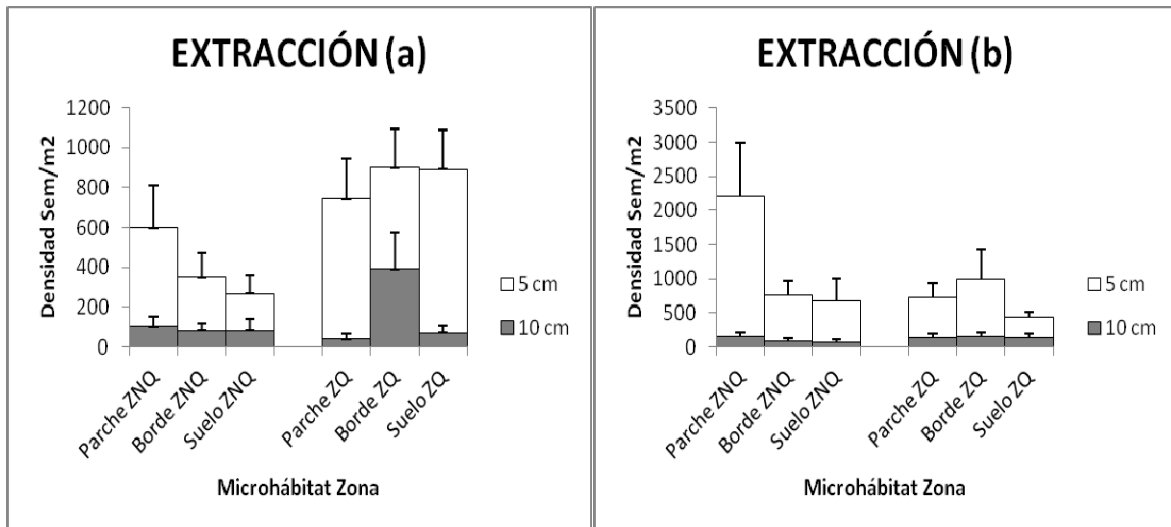 EXTRACCIÓN (a)
Densidad Sem/m2
1200
1000
800
600
400
200
0
5 cm
10 cm
Parche ZNQ
Borde ZNQ
Suelo ZNQ
Parche ZQ
Borde ZQ
Suelo ZQ
Microhábitat Zona
EXTRACCIÓN (b)
Densidad Sem/m2
3500
3000
2500
2000
1500
1000
500
0
5 cm
10 cm
Parche ZNQ
Borde ZNQ
Suelo ZNQ
Parche ZQ
Borde ZQ
Suelo ZQ
Microhábitat Zona